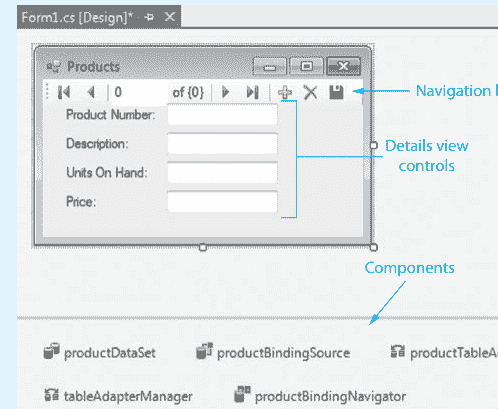 Form1.cs [Design]*
Products
0 of {0}
Navigation
Product Number:
Description:
Details view
controls
Units On Hand:
Price:
Components
productDataSet productBindingSource productTableA
tableAdapterManager productBindingNavigator